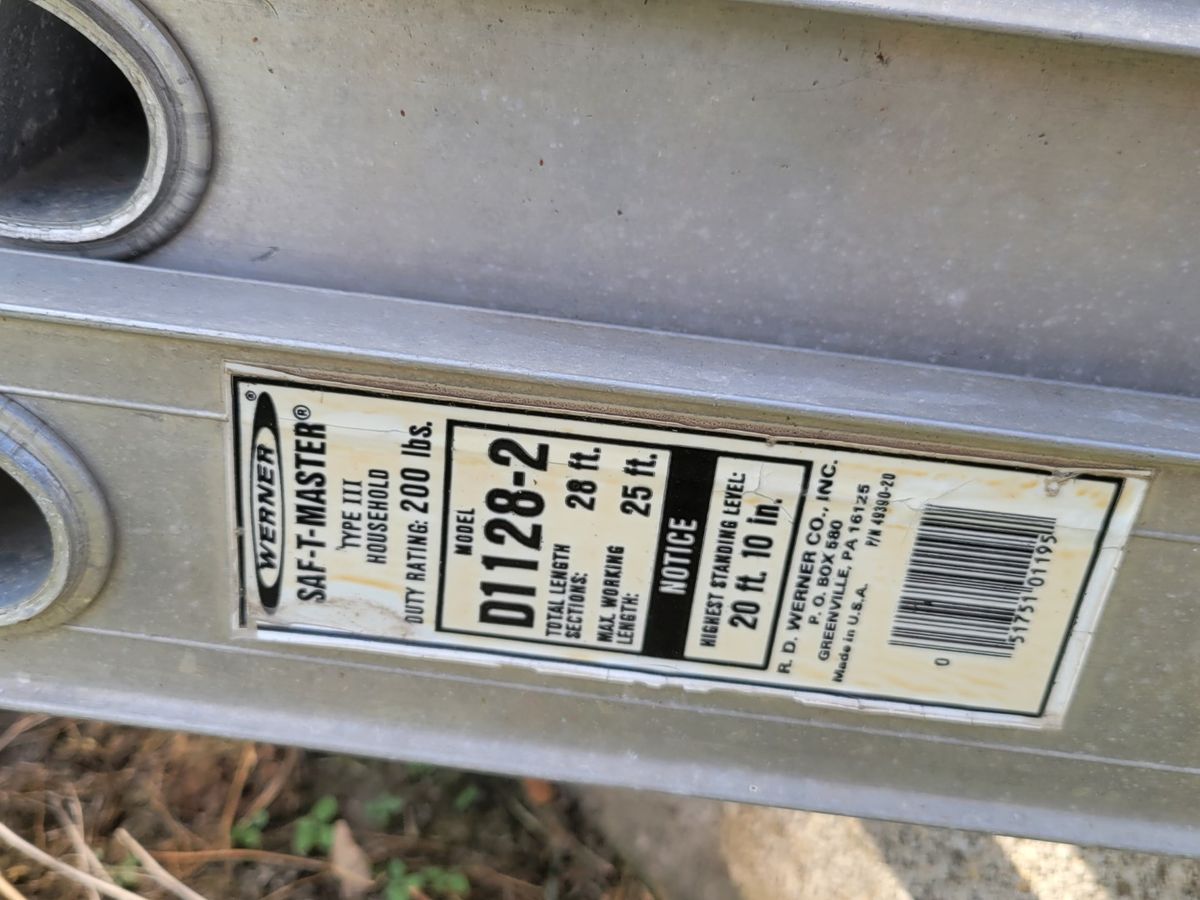 WERNER®
SAF-T-MASTER®
TYPE III
HOUSEHOLD
DUTY RATING: 200 lbs.
MODEL
D1128-2
TOTAL LENGTH
SECTIONS: 28 ft.
MAX. WORKING
LENGTH: 25 ft.
NOTICE
HIGHEST STANDING LEVEL:
20 ft. 10 in.
R. D. WERNER CO., INC.
P. O. BOX 580
GREENVILLE, PA 16125
Made in U.S.A. P/N 49390-20
0 51751 01195